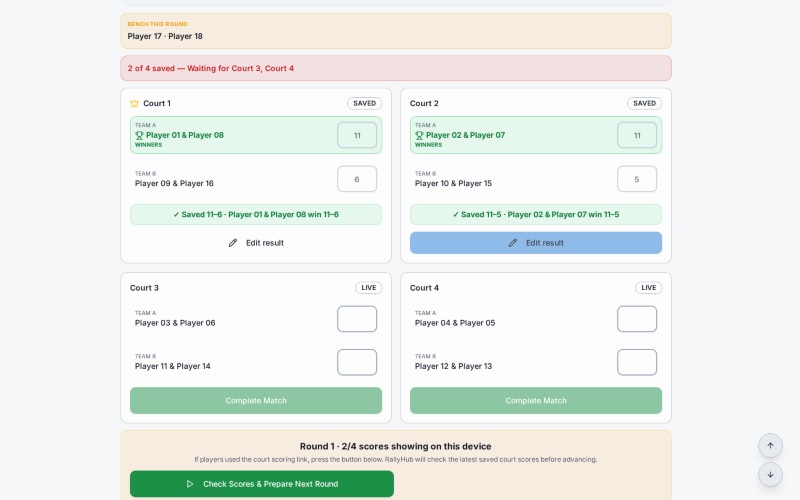 BENCH THIS ROUND
Player 17 · Player 18
2 of 4 saved — Waiting for Court 3, Court 4
Court 1
SAVED
TEAM A
Player 01 & Player 08
WINNERS
11
TEAM B
Player 09 & Player 16
6
✓ Saved 11–6 · Player 01 & Player 08 win 11–6
Edit result
Court 2
SAVED
TEAM A
Player 02 & Player 07
WINNERS
11
TEAM B
Player 10 & Player 15
5
✓ Saved 11–5 · Player 02 & Player 07 win 11–5
Edit result
Court 3
LIVE
TEAM A
Player 03 & Player 06
TEAM B
Player 11 & Player 14
Complete Match
Court 4
LIVE
TEAM A
Player 04 & Player 05
TEAM B
Player 12 & Player 13
Complete Match
Round 1 · 2/4 scores showing on this device
If players used the court scoring link, press the button below. RallyHub will check the latest saved court scores before advancing.
Check Scores & Prepare Next Round